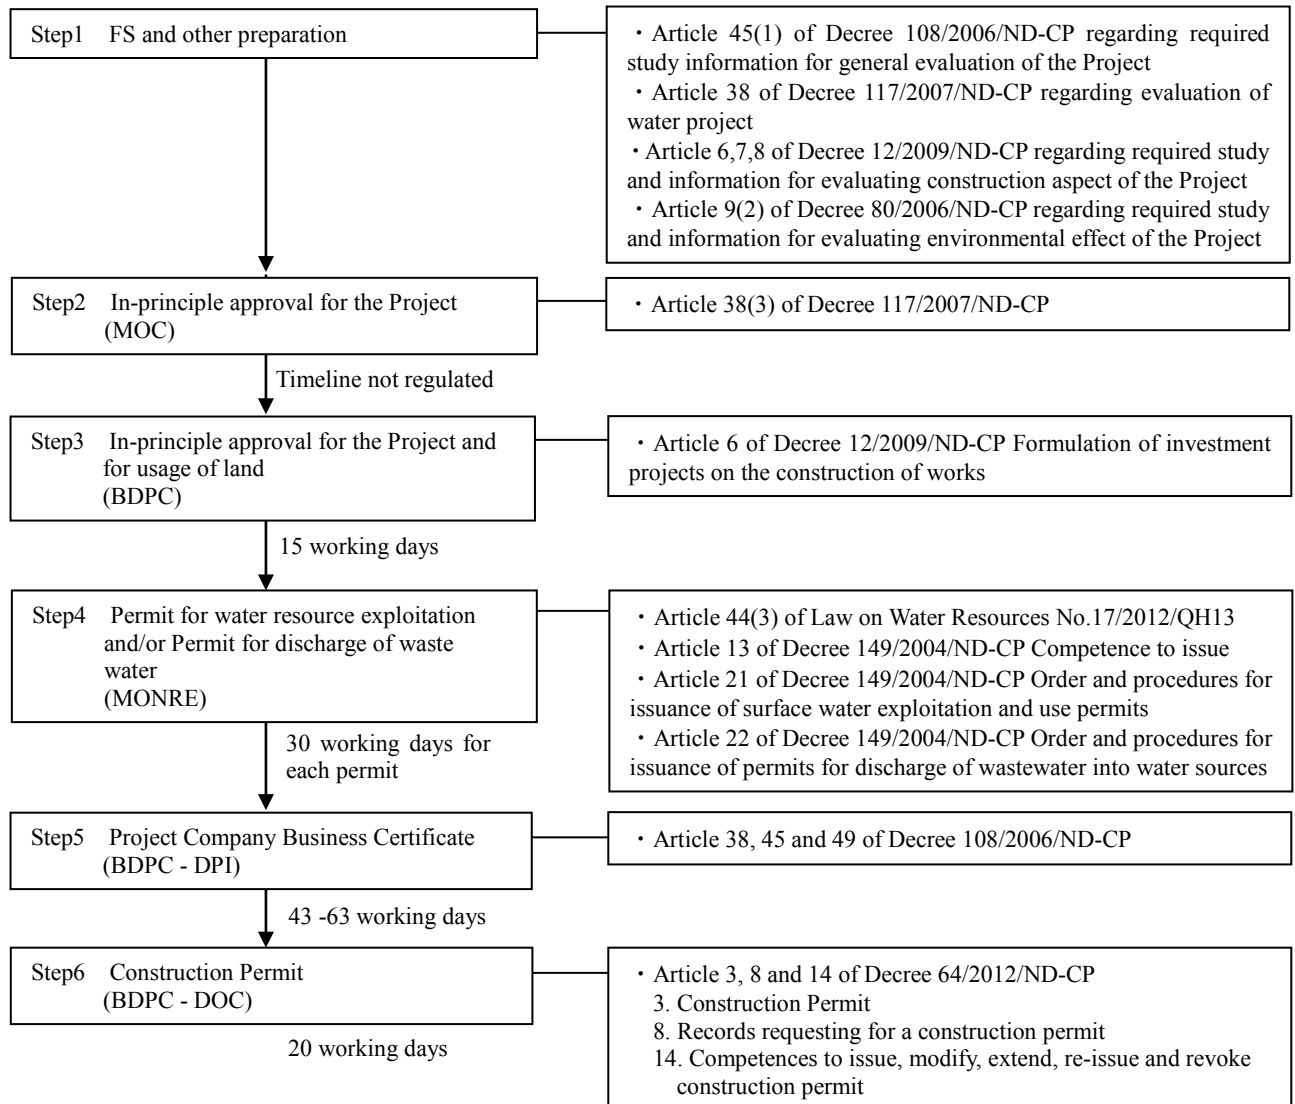 Step1 FS and other preparation
・Article 45(1) of Decree 108/2006/ND-CP regarding required
study information for general evaluation of the Project
・Article 38 of Decree 117/2007/ND-CP regarding evaluation of
water project
・Article 6,7,8 of Decree 12/2009/ND-CP regarding required study
and information for evaluating construction aspect of the Project
・Article 9(2) of Decree 80/2006/ND-CP regarding required study
and information for evaluating environmental effect of the Project
Step2 In-principle approval for the Project
(MOC)
・Article 38(3) of Decree 117/2007/ND-CP
Timeline not regulated
Step3 In-principle approval for the Project and
for usage of land
(BDPC)
・Article 6 of Decree 12/2009/ND-CP Formulation of investment
projects on the construction of works
15 working days
Step4 Permit for water resource exploitation
and/or Permit for discharge of waste
water
(MONRE)
・Article 44(3) of Law on Water Resources No.17/2012/QH13
・Article 13 of Decree 149/2004/ND-CP Competence to issue
・Article 21 of Decree 149/2004/ND-CP Order and procedures for
issuance of surface water exploitation and use permits
・Article 22 of Decree 149/2004/ND-CP Order and procedures for
issuance of permits for discharge of wastewater into water sources
30 working days for
each permit
Step5 Project Company Business Certificate
(BDPC - DPI)
・Article 38, 45 and 49 of Decree 108/2006/ND-CP
43 -63 working days
Step6 Construction Permit
(BDPC - DOC)
・Article 3, 8 and 14 of Decree 64/2012/ND-CP
3. Construction Permit
8. Records requesting for a construction permit
14. Competences to issue, modify, extend, re-issue and revoke
construction permit
20 working days